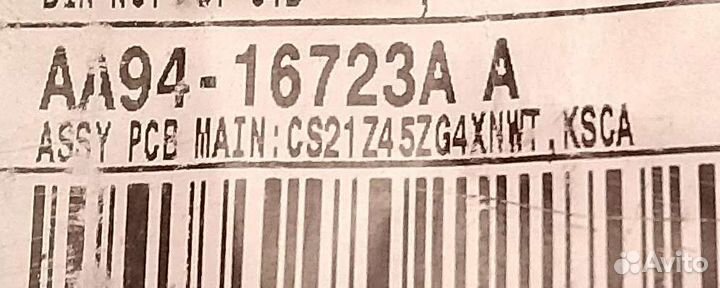 AA94-16723A A
ASSY PCB MAIN:CS21Z45ZG4XNWT,KSCA
Avito